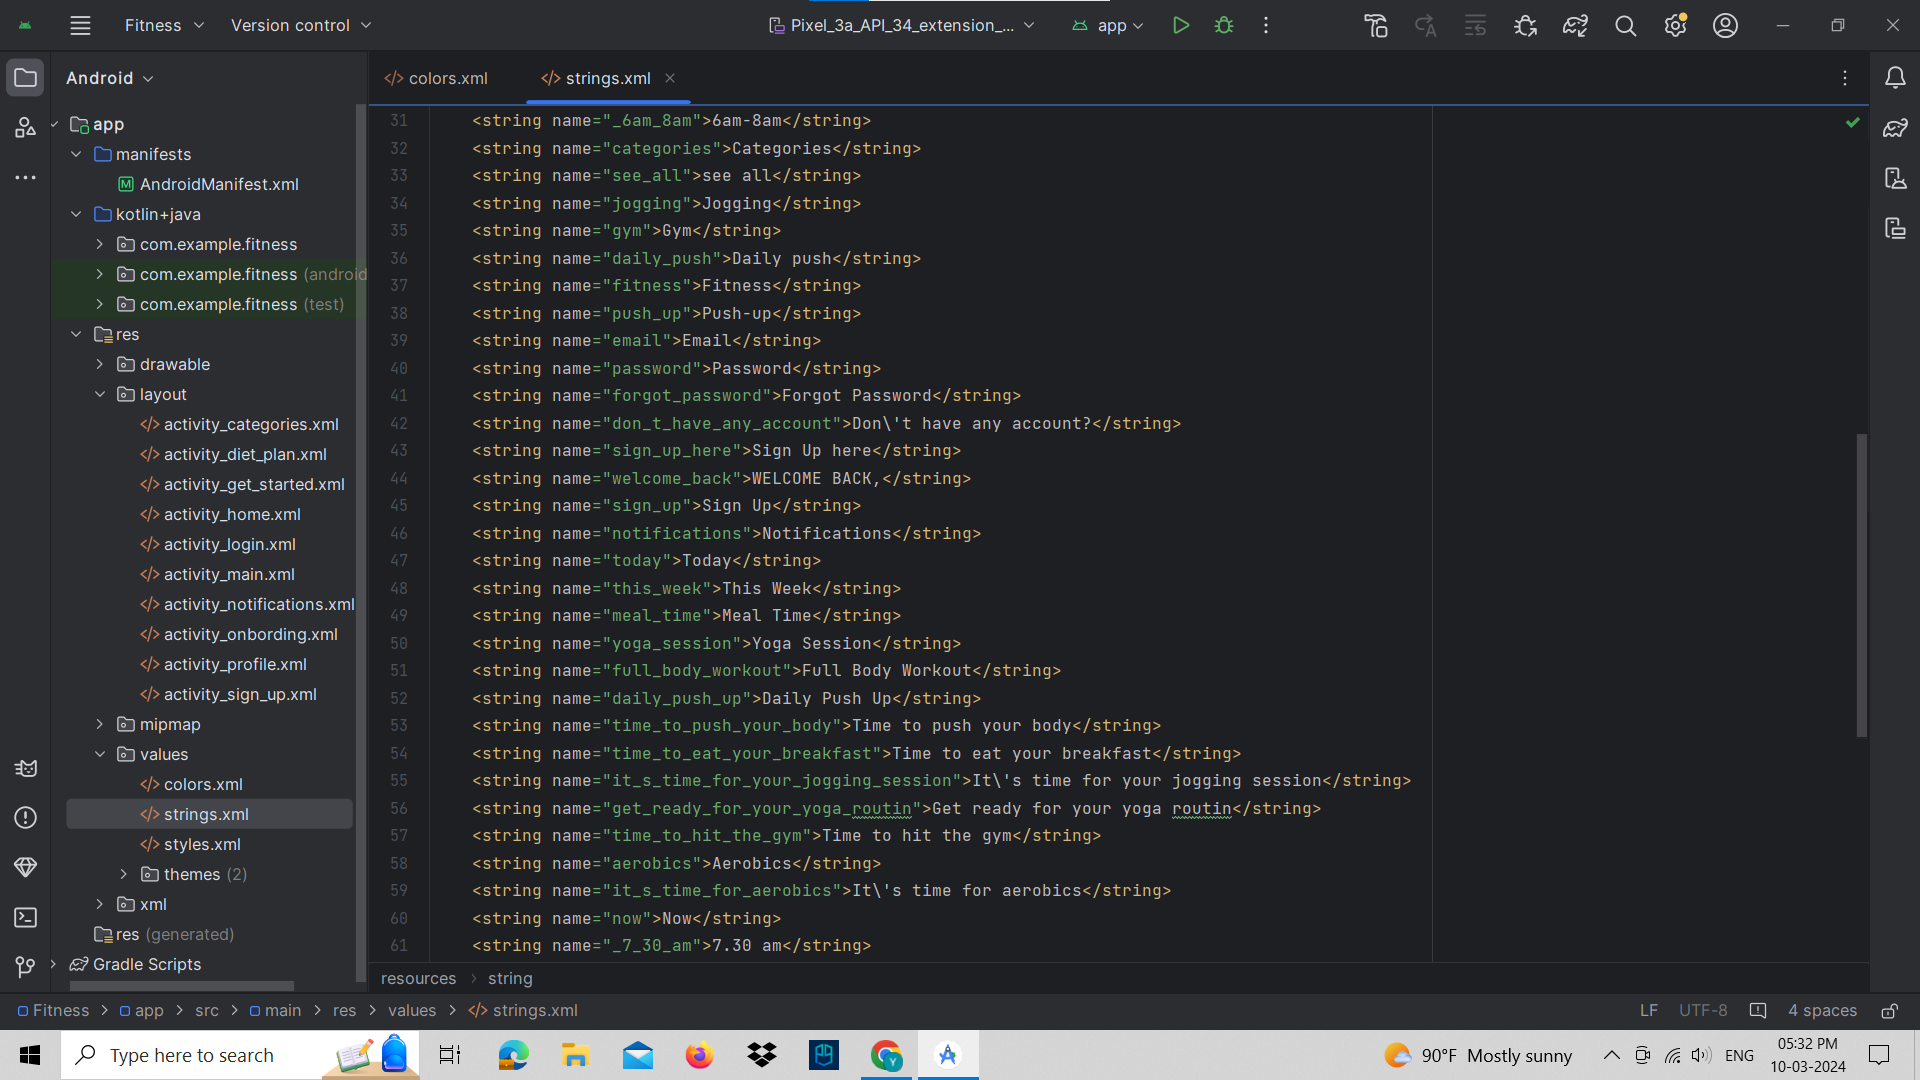 Fitness Version control Pixel_3a_API_34_extension_... app
Android
colors.xml strings.xml
app
manifests
AndroidManifest.xml
kotlin+java
com.example.fitness
com.example.fitness (android
com.example.fitness (test)
res
drawable
layout
activity_categories.xml
activity_diet_plan.xml
activity_get_started.xml
activity_home.xml
activity_login.xml
activity_main.xml
activity_notifications.xml
activity_onbording.xml
activity_profile.xml
activity_sign_up.xml
mipmap
values
colors.xml
strings.xml
styles.xml
themes (2)
xml
res (generated)
Gradle Scripts
31 <string name="_6am_8am">6am-8am</string>
32 <string name="categories">Categories</string>
33 <string name="see_all">see all</string>
34 <string name="jogging">Jogging</string>
35 <string name="gym">Gym</string>
36 <string name="daily_push">Daily push</string>
37 <string name="fitness">Fitness</string>
38 <string name="push_up">Push-up</string>
39 <string name="email">Email</string>
40 <string name="password">Password</string>
41 <string name="forgot_password">Forgot Password</string>
42 <string name="don_t_have_any_account">Don\'t have any account?</string>
43 <string name="sign_up_here">Sign Up here</string>
44 <string name="welcome_back">WELCOME BACK,</string>
45 <string name="sign_up">Sign Up</string>
46 <string name="notifications">Notifications</string>
47 <string name="today">Today</string>
48 <string name="this_week">This Week</string>
49 <string name="meal_time">Meal Time</string>
50 <string name="yoga_session">Yoga Session</string>
51 <string name="full_body_workout">Full Body Workout</string>
52 <string name="daily_push_up">Daily Push Up</string>
53 <string name="time_to_push_your_body">Time to push your body</string>
54 <string name="time_to_eat_your_breakfast">Time to eat your breakfast</string>
55 <string name="it_s_time_for_your_jogging_session">It\'s time for your jogging session</string>
56 <string name="get_ready_for_your_yoga_routin">Get ready for your yoga routin</string>
57 <string name="time_to_hit_the_gym">Time to hit the gym</string>
58 <string name="aerobics">Aerobics</string>
59 <string name="it_s_time_for_aerobics">It\'s time for aerobics</string>
60 <string name="now">Now</string>
61 <string name="_7_30_am">7.30 am</string>
resources > string
Fitness > app > src > main > res > values > strings.xml LF UTF-8 4 spaces
Type here to search 90°F Mostly sunny ENG 05:32 PM
10-03-2024